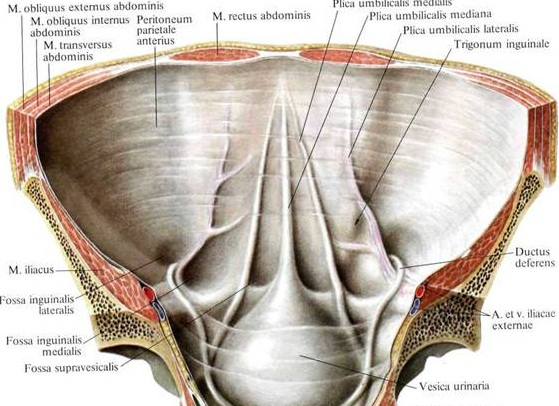 M. obliquus externus abdominis
M. obliquus internus
abdominis
M. transversus
abdominis
Peritoneum
parietale
anterius
M. rectus abdominis
Plica umbilicalis medialis
Plica umbilicalis mediana
Plica umbilicalis lateralis
Trigonum inguinale
Ductus
deferens
M. iliacus
Fossa inguinalis
lateralis
A. et v. iliacae
externae
Fossa inguinalis
medialis
Fossa supravesicalis
Vesica urinaria